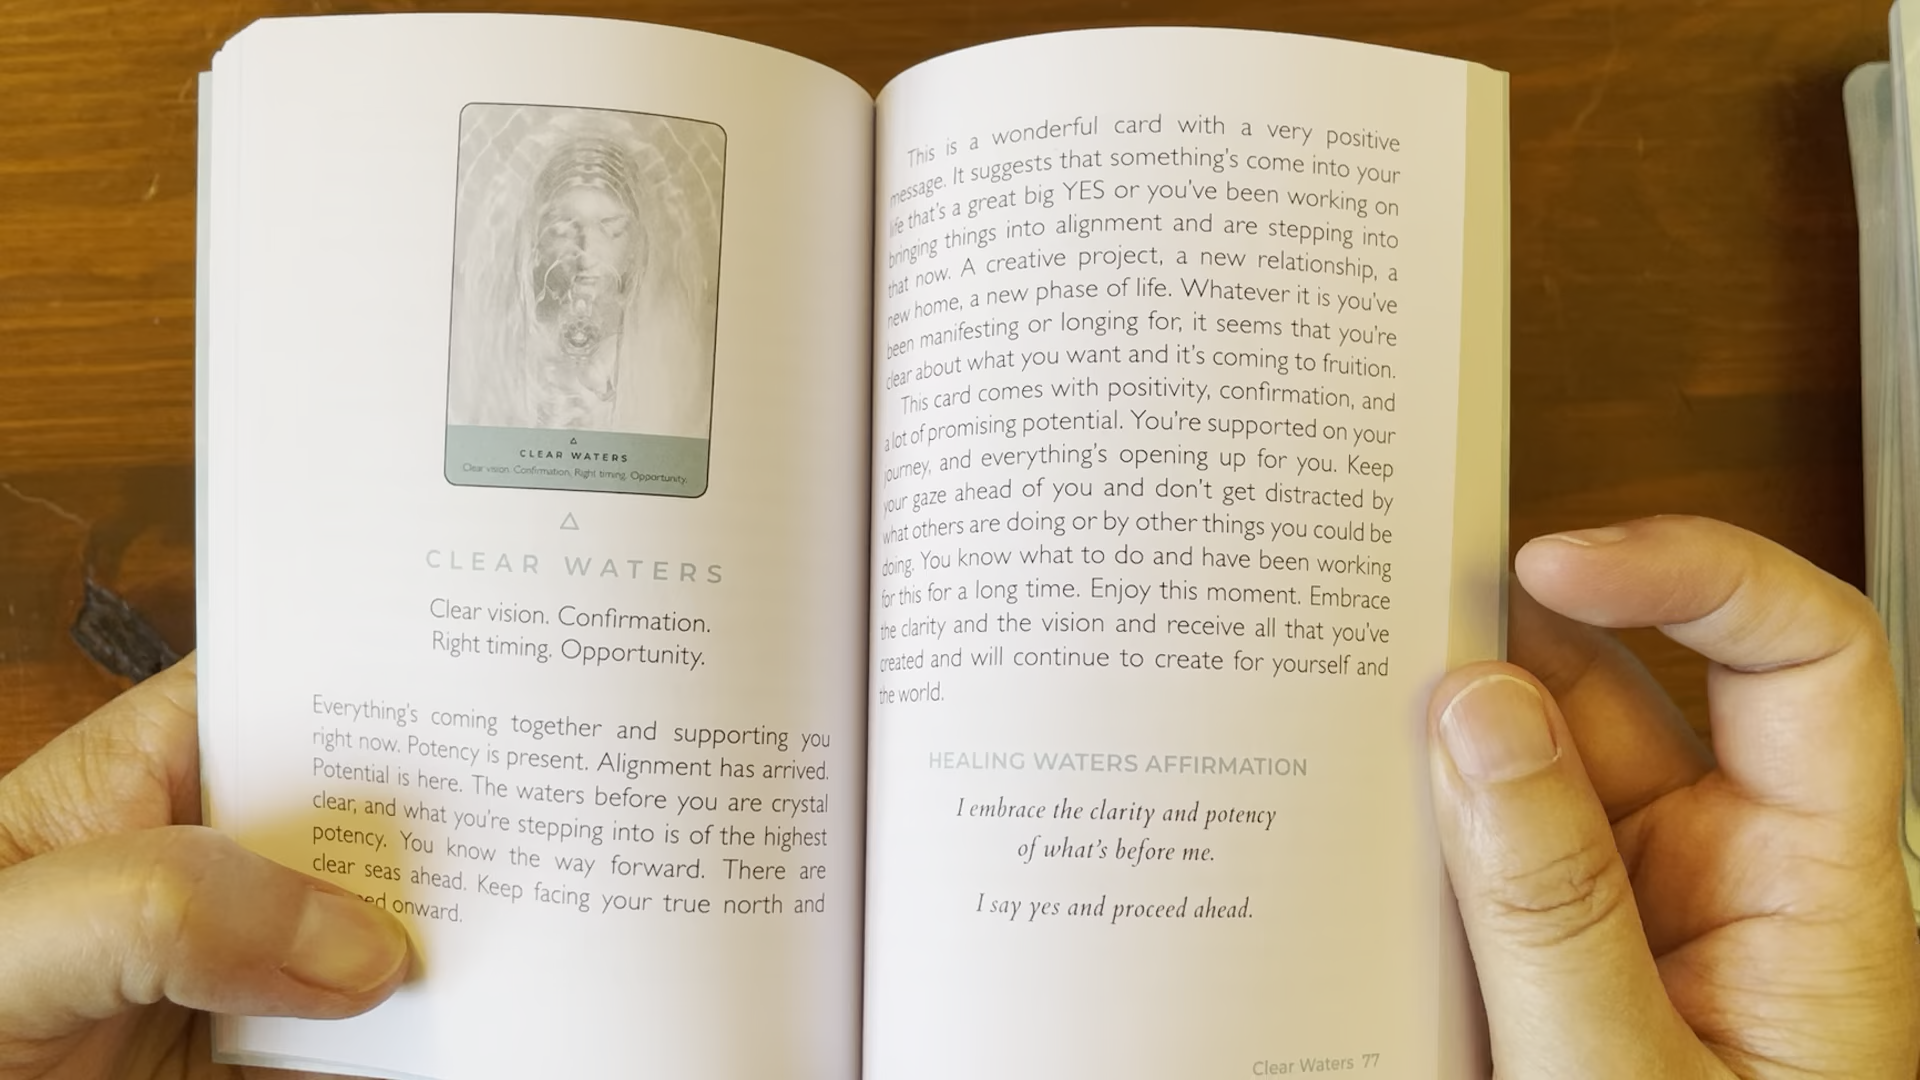 CLEAR WATERS
Clear vision. Confirmation. Right timing. Opportunity.
CLEAR WATERS
Clear vision. Confirmation.
Right timing. Opportunity.
Everything's coming together and supporting you
right now. Potency is present. Alignment has arrived.
Potential is here. The waters before you are crystal
clear, and what you're stepping into is of the highest
potency. You know the way forward. There are
clear seas ahead. Keep facing your true north and
onward.
This is a wonderful card with a very positive
message. It suggests that something's come into your
life that's a great big YES or you've been working on
bringing things into alignment and are stepping into
that now. A creative project, a new relationship, a
new home, a new phase of life. Whatever it is you've
been manifesting or longing for, it seems that you're
clear about what you want and it's coming to fruition.
This card comes with positivity, confirmation, and
a lot of promising potential. You're supported on your
journey, and everything's opening up for you. Keep
your gaze ahead of you and don't get distracted by
what others are doing or by other things you could be
doing. You know what to do and have been working
for this for a long time. Enjoy this moment. Embrace
the clarity and the vision and receive all that you've
created and will continue to create for yourself and
the world.
HEALING WATERS AFFIRMATION
I embrace the clarity and potency
of what's before me.
I say yes and proceed ahead.
Clear Waters 77